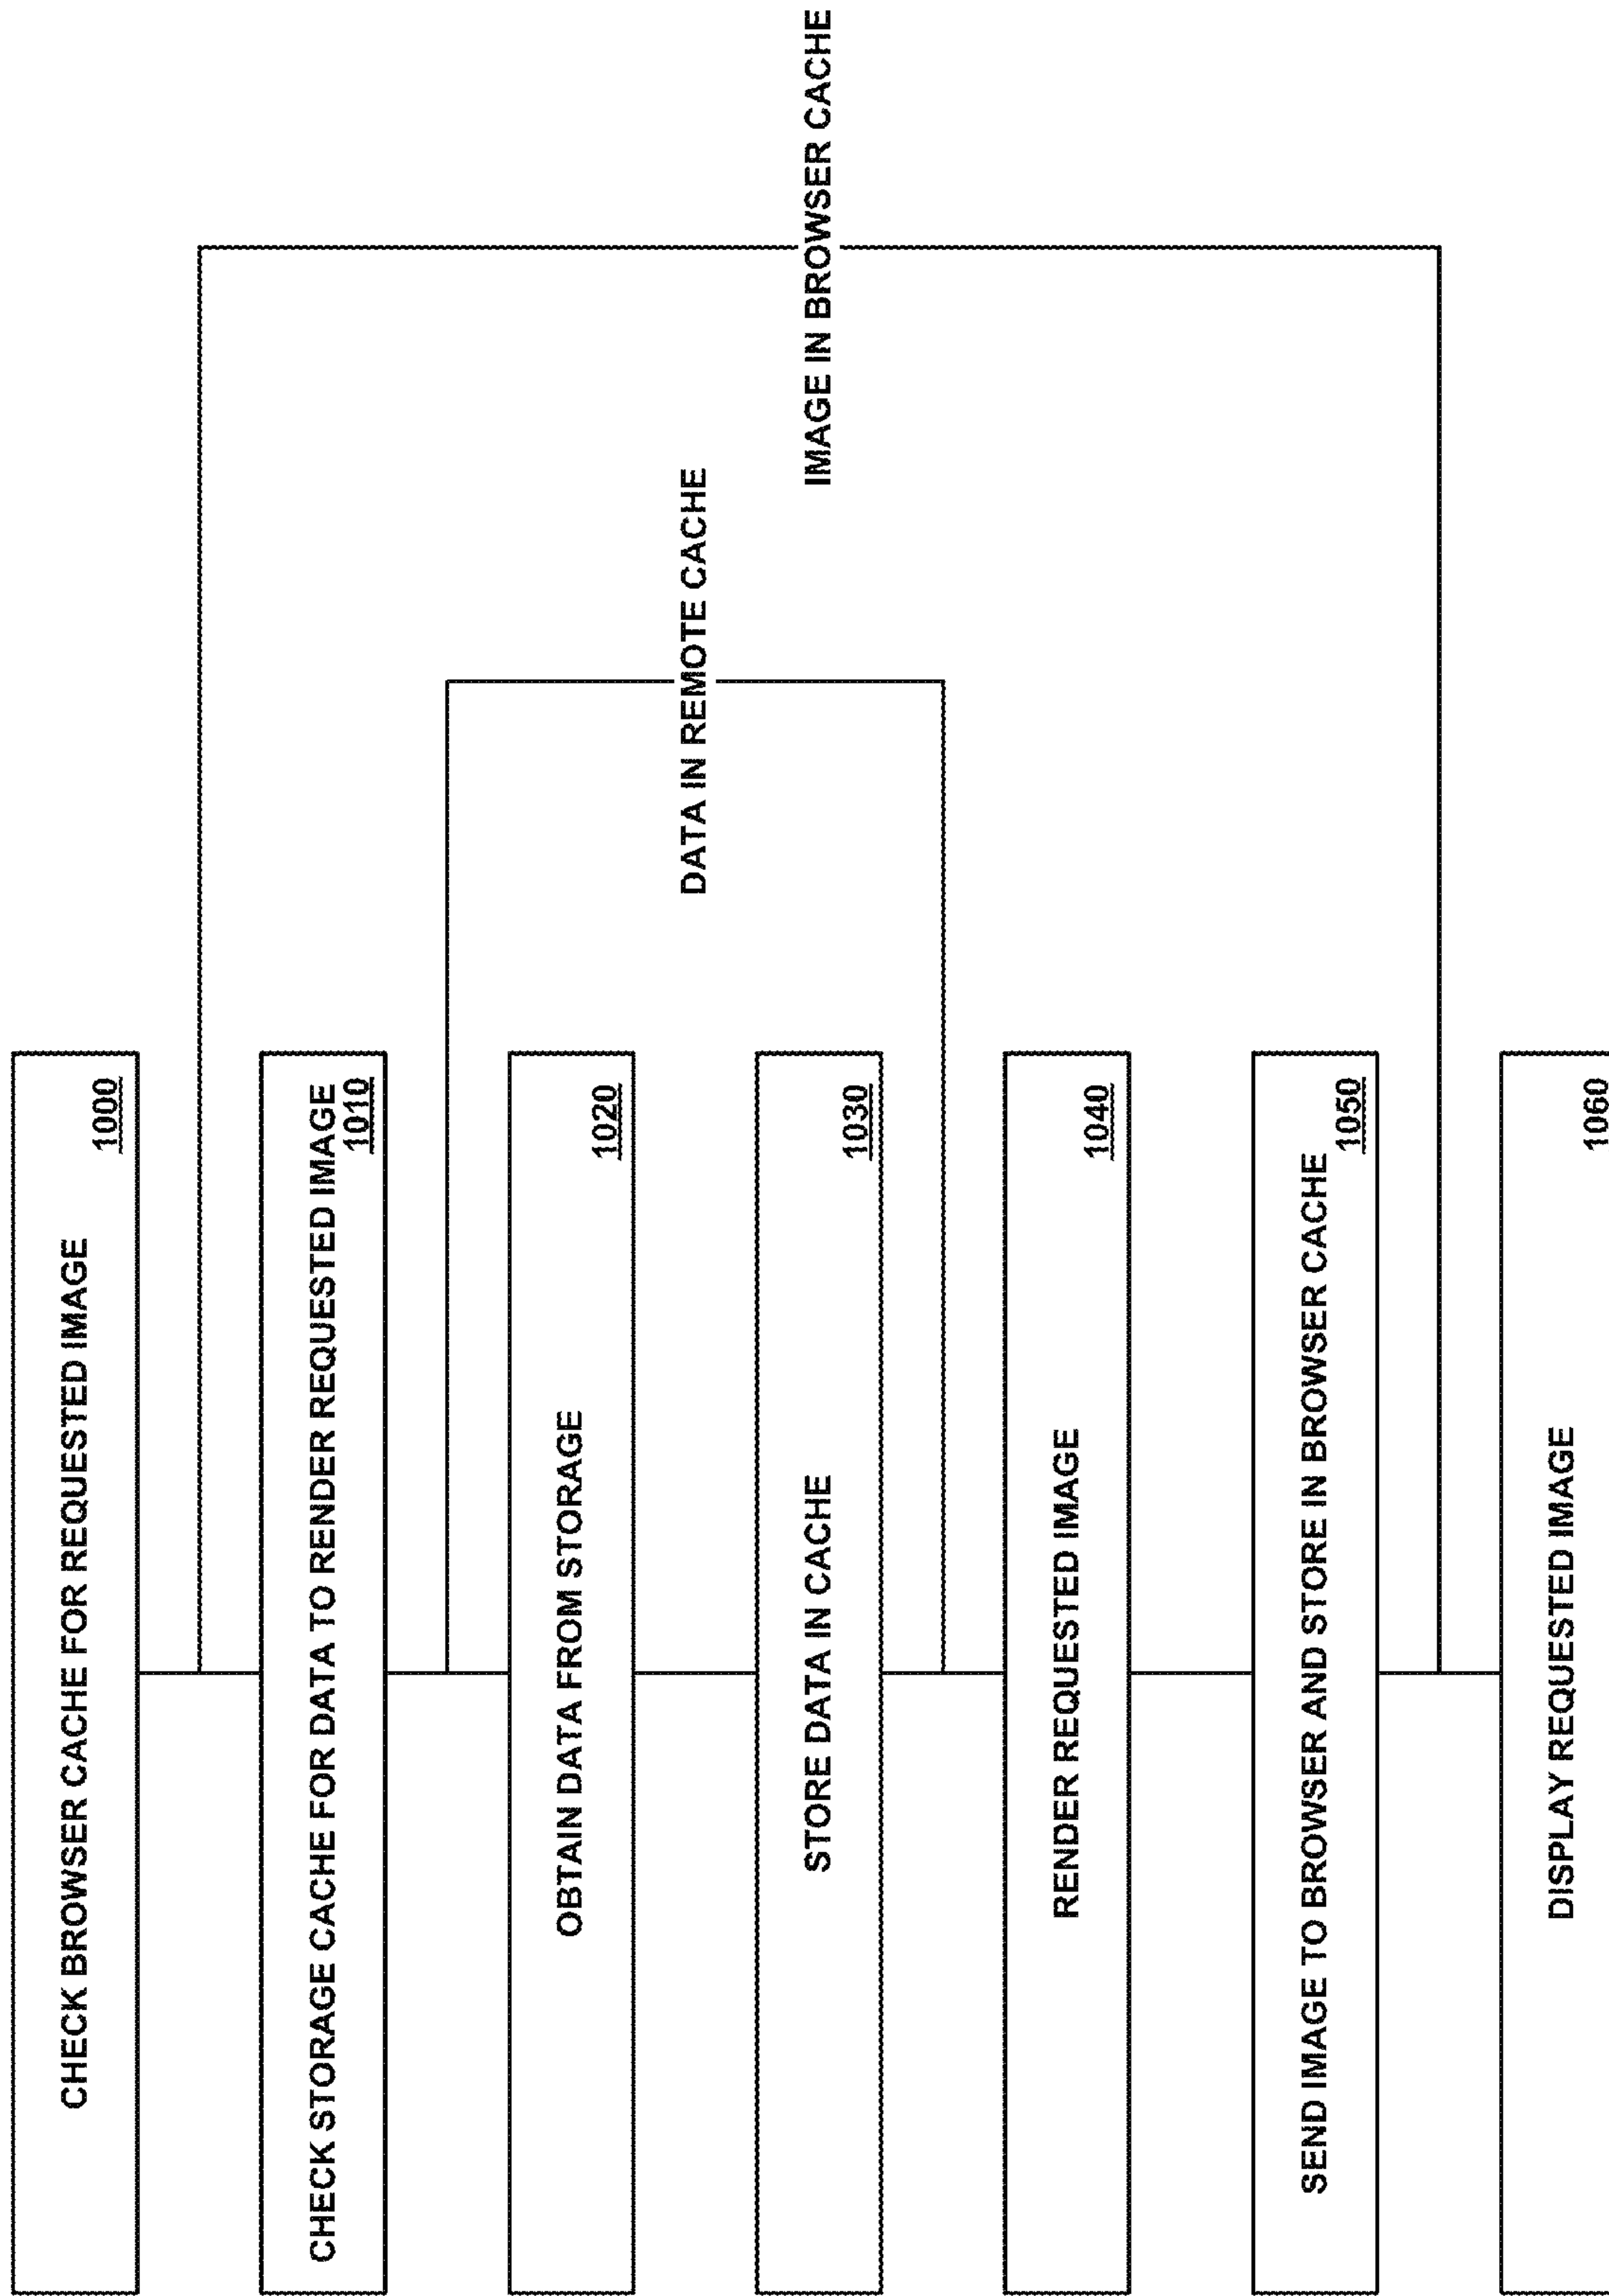 CHECK BROWSER CACHE FOR REQUESTED IMAGE
1000
CHECK STORAGE CACHE FOR DATA TO RENDER REQUESTED IMAGE
1010
OBTAIN DATA FROM STORAGE
1020
STORE DATA IN CACHE
1030
RENDER REQUESTED IMAGE
1040
SEND IMAGE TO BROWSER AND STORE IN BROWSER CACHE
1050
DISPLAY REQUESTED IMAGE
1060
DATA IN REMOTE CACHE
IMAGE IN BROWSER CACHE